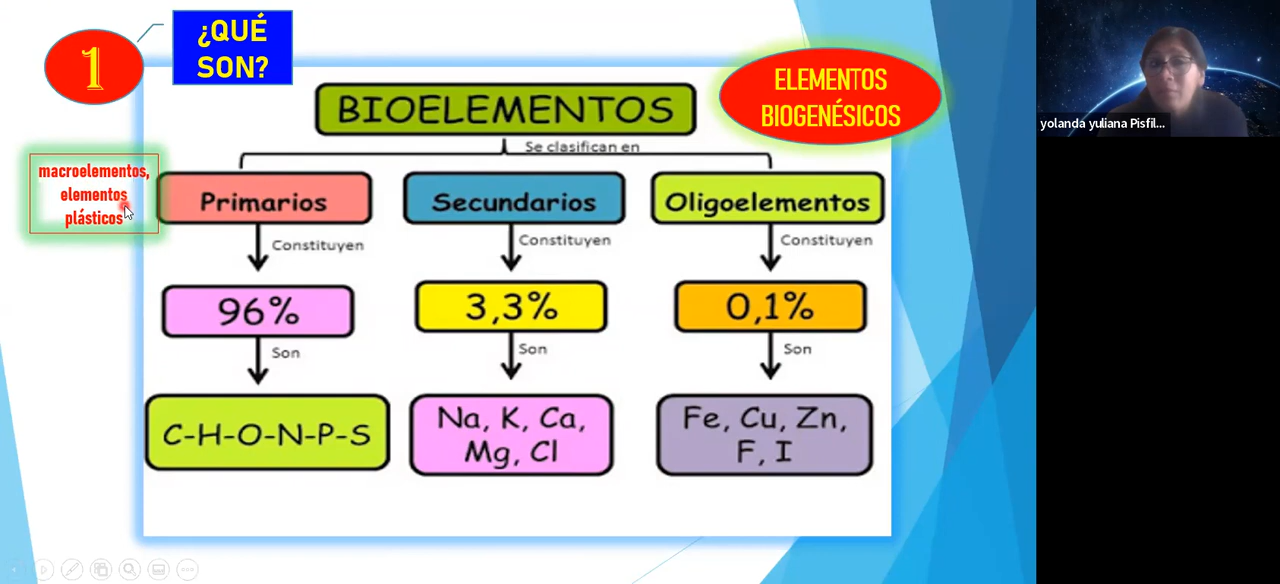 1
¿QUÉ
SON?
BIOELEMENTOS
ELEMENTOS
BIOGENÉSICOS
Se clasifican en
macroelementos,
elementos
plásticos
Primarios
Secundarios
Oligoelementos
Constituyen
Constituyen
Constituyen
96%
3,3%
0,1%
Son
Son
Son
C-H-O-N-P-S
Na, K, Ca,
Mg, Cl
Fe, Cu, Zn,
F, I
yolanda yuliana Pisfil...